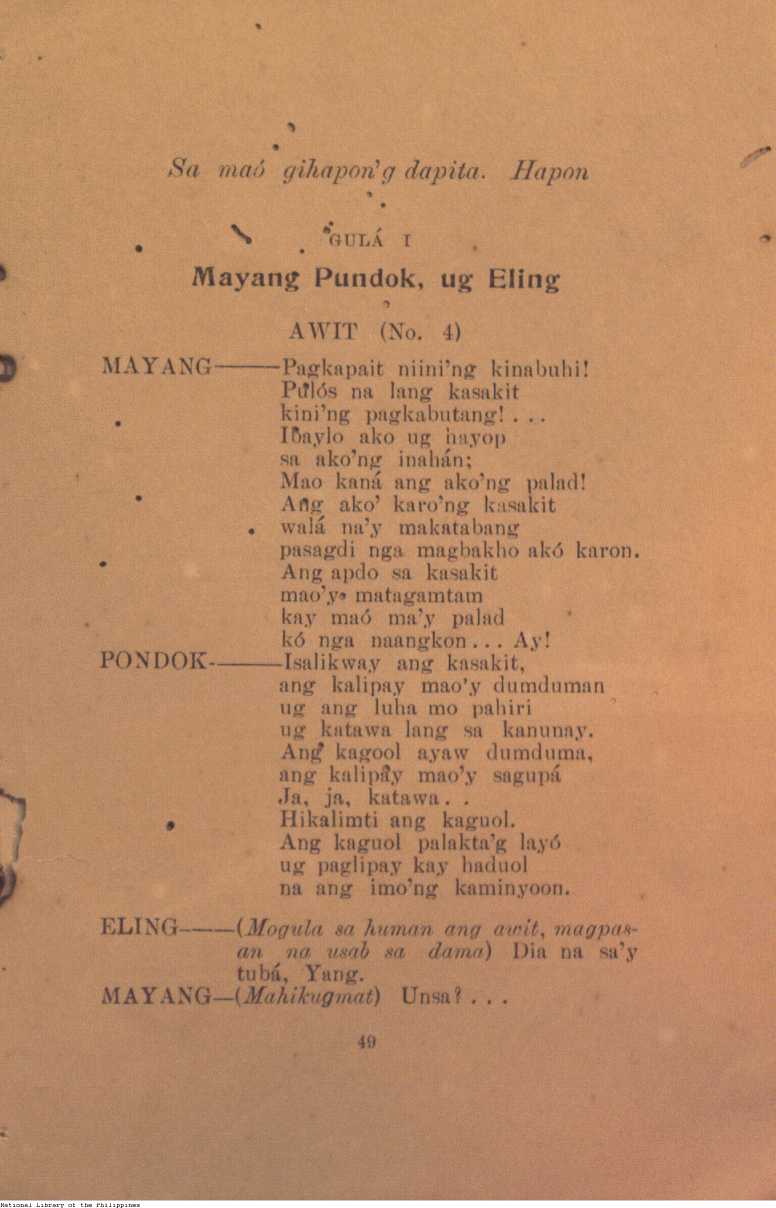 Sa maó gihapon'g dapita. Hapon
GULÁ I
Mayang Pundok, ug Eling
AWIT (No. 4)
MAYANG——Pagkapait niini'ng kinabuhi!
Pulós na lang kasakit
kini'ng pagkabutang! . . .
Ibaylo ako ug hayop
sa ako'ng inahán;
Mao kaná ang ako'ng palad!
Ang ako' karo'ng kasakit
walá na'y makatabang
pasagdi nga magbakho akó karon.
Ang apdo sa kasakit
mao'y matagamtam
kay maó ma'y palad
kó nga naangkon . . . Ay!
PONDOK-——Isalikway ang kasakit,
ang kalipay mao'y dumduman
ug ang luha mo pahiri
ug katawa lang sa kanunay.
Ang kagool ayaw dumduma,
ang kalipay mao'y sagupá
Ja, ja, katawa . .
Hikalimti ang kaguol.
Ang kaguol palakta'g layó
ug paglipay kay haduol
na ang imo'ng kaminyoon.
ELING——(Mogula sa human ang awit, magpas-
an na usab sa dama) Dia na sa'y
tubá, Yang.
MAYANG—(Mahikugmat) Unsa? . . .
49
National Library of the Philippines